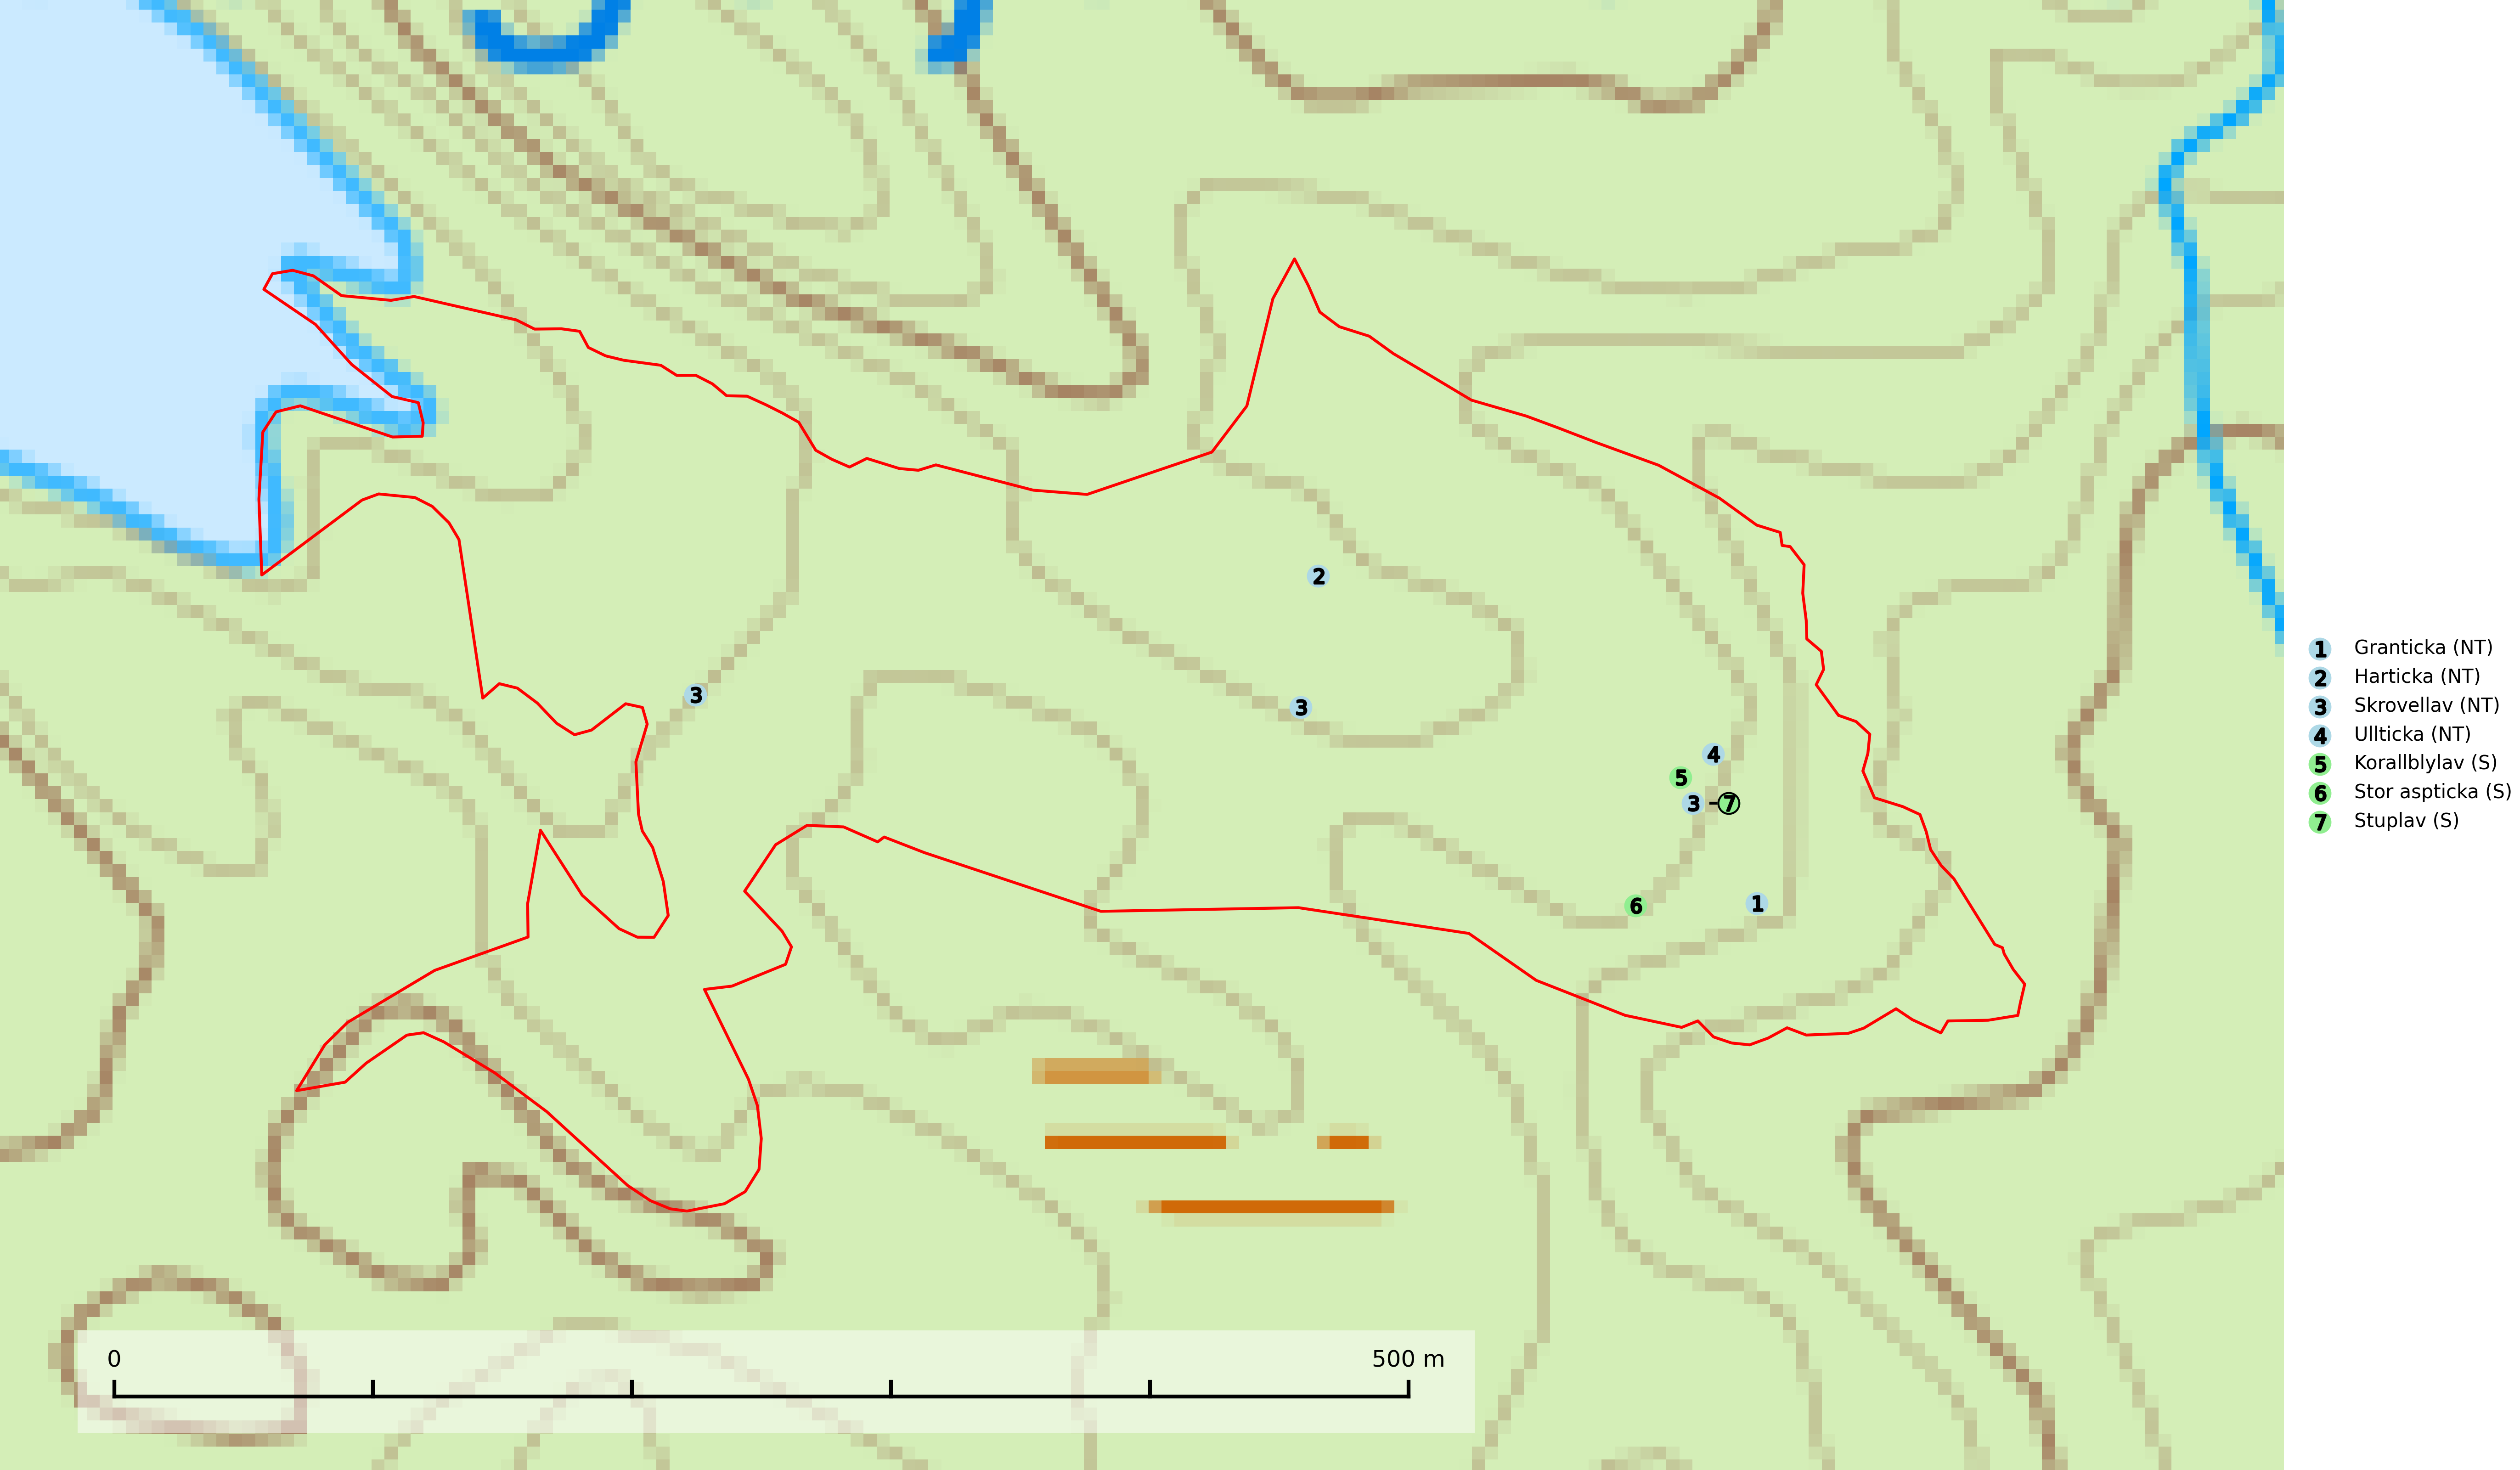 2
3
3
4
5
3
7
6
1
1 Granticka (NT)
2 Harticka (NT)
3 Skrovellav (NT)
4 Ullticka (NT)
5 Korallblylav (S)
6 Stor aspticka (S)
7 Stuplav (S)
0 500 m